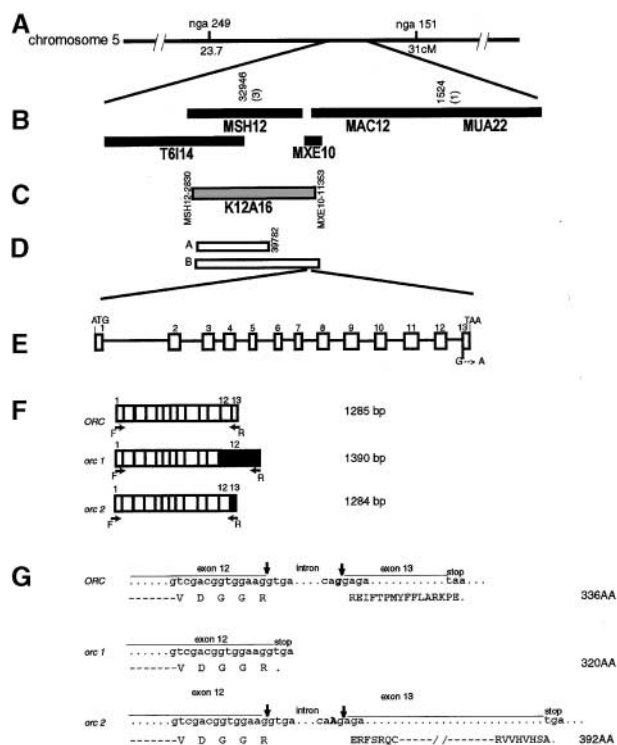 A
nga 249
nga 151
chromosome 5
23.7
31cM
32946
(3)
1524
(1)
B
MSH12
MAC12
MUA22
T6I14
MXE10
C
MSH12-2830
K12A16
MXE10-11353
D
A
39782
B
ATG
TAA
1 2 3 4 5 6 7 8 9 10 11 12 13
E
G--> A
F
1 12 13
ORC
F R
1285 bp
1 12
orc 1
F R
1390 bp
1 12 13
orc 2
F R
1284 bp
G
exon 12 intron exon 13 stop
ORC ......gtcgacggtggaaggtga...... caggaga............taa....
------V D G G R REIFTPMYFFLARKPE. 336AA
exon 12 stop
orc 1 ......gtcgacggtggaaggtga
------V D G G R . 320AA
exon 12 intron exon 13 stop
orc 2 ......gtcgacggtggaaggtga......caAgaga..........................tga...
------V D G G R ERFSRQC-----//------RVVHVHSA. 392AA